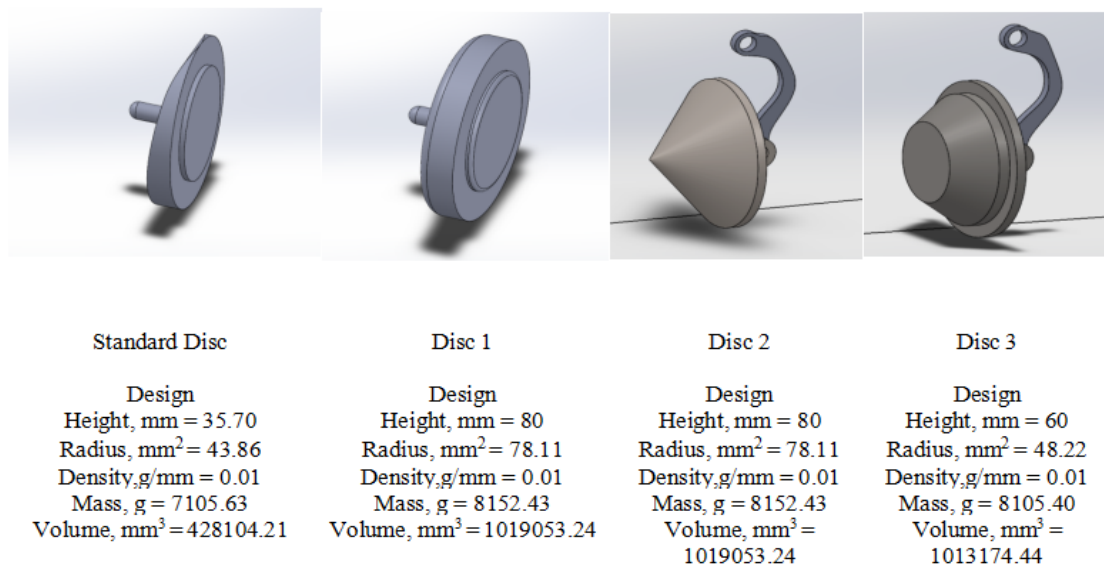 Standard Disc
Design
Height, mm = 35.70
Radius, mm² = 43.86
Density,g/mm = 0.01
Mass, g = 7105.63
Volume, mm³ = 428104.21
Disc 1
Design
Height, mm = 80
Radius, mm² = 78.11
Density,g/mm = 0.01
Mass, g = 8152.43
Volume, mm³ = 1019053.24
Disc 2
Design
Height, mm = 80
Radius, mm² = 78.11
Density,g/mm = 0.01
Mass, g = 8152.43
Volume, mm³ =
1019053.24
Disc 3
Design
Height, mm = 60
Radius, mm² = 48.22
Density,g/mm = 0.01
Mass, g = 8105.40
Volume, mm³ =
1013174.44